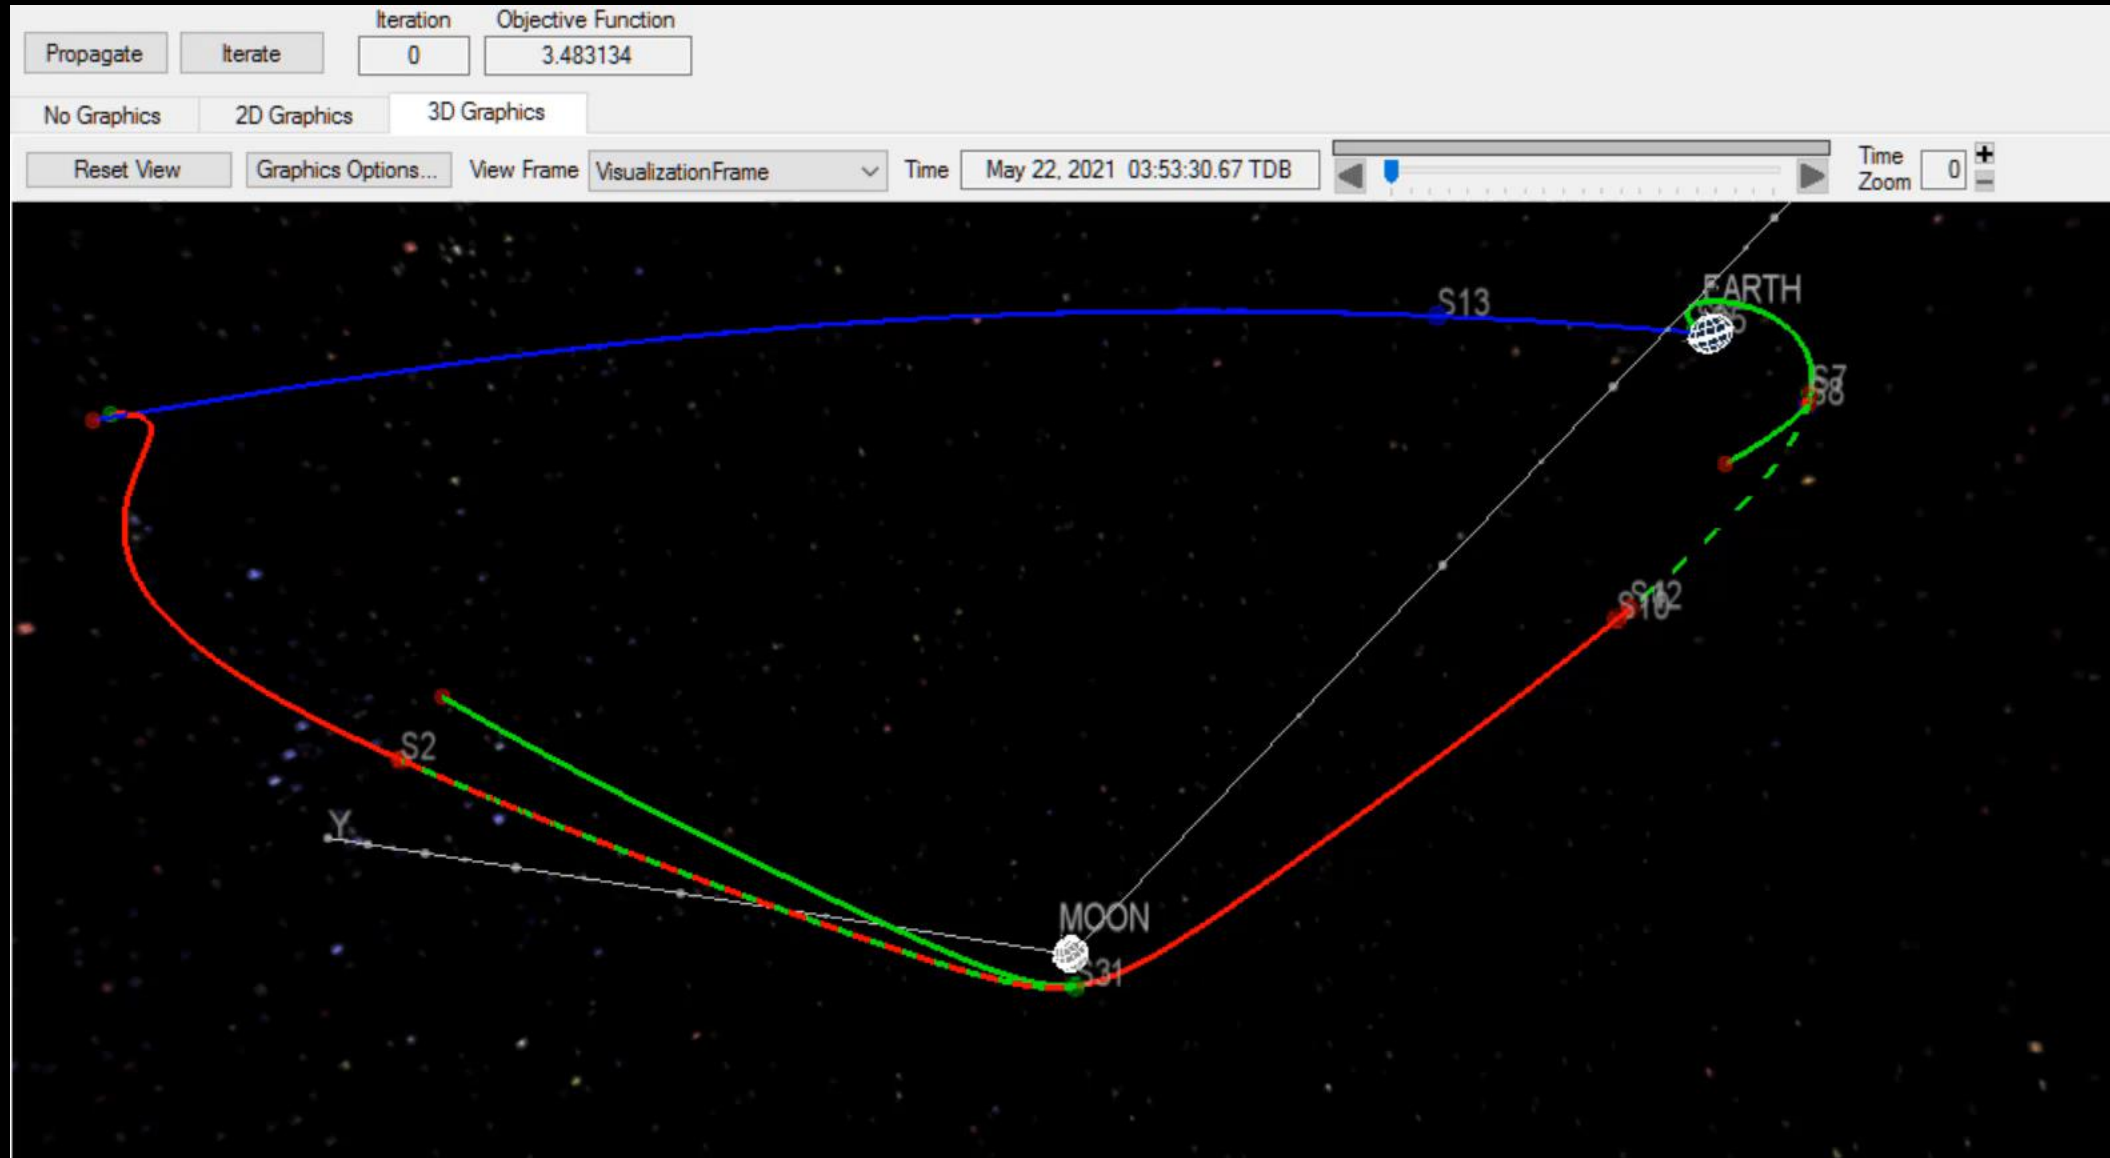 Iteration Objective Function
Propagate Iterate 0 3.483134
No Graphics 2D Graphics 3D Graphics
Reset View Graphics Options... View Frame VisualizationFrame Time May 22, 2021 03:53:30.67 TDB Time Zoom 0
EARTH
S13
S7
S8
S10
S2
Y
MOON
S31